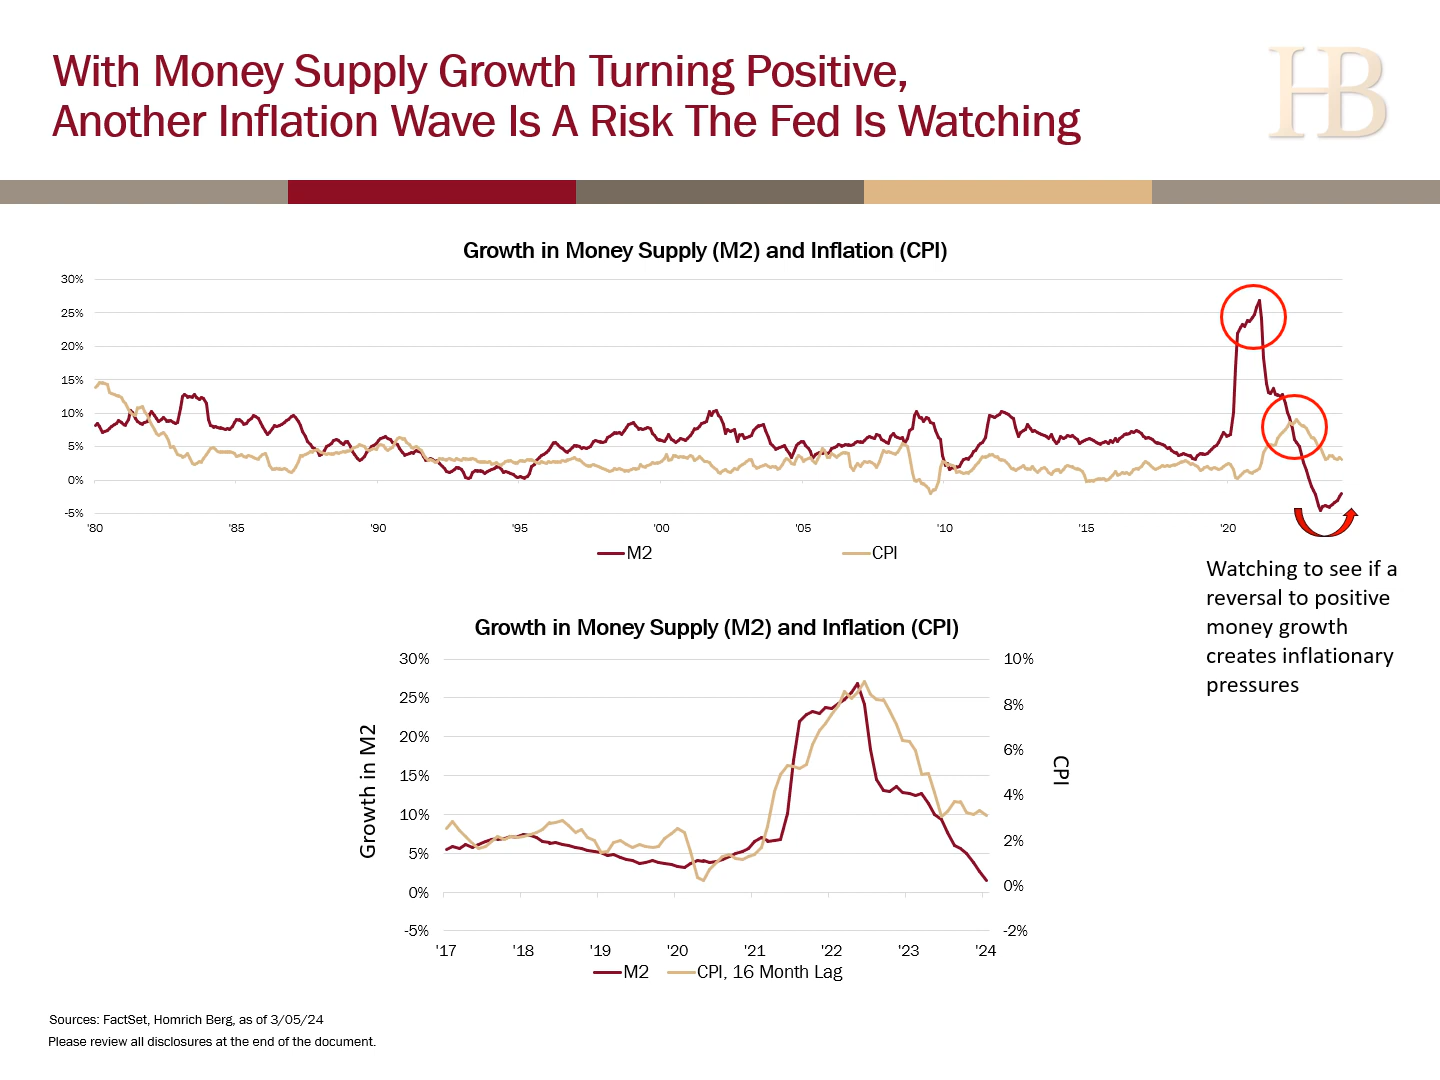 With Money Supply Growth Turning Positive,
Another Inflation Wave Is A Risk The Fed Is Watching
HB
Growth in Money Supply (M2) and Inflation (CPI)
30%
25%
20%
15%
10%
5%
0%
-5%
'80 '85 '90 '95 '00 '05 '10 '15 '20
M2 CPI
Watching to see if a
reversal to positive
money growth
creates inflationary
pressures
Growth in Money Supply (M2) and Inflation (CPI)
Growth in M2
30%
25%
20%
15%
10%
5%
0%
-5%
10%
8%
6%
4%
2%
0%
-2%
CPI
'17 '18 '19 '20 '21 '22 '23 '24
M2 CPI, 16 Month Lag
Sources: FactSet, Homrich Berg, as of 3/05/24
Please review all disclosures at the end of the document.